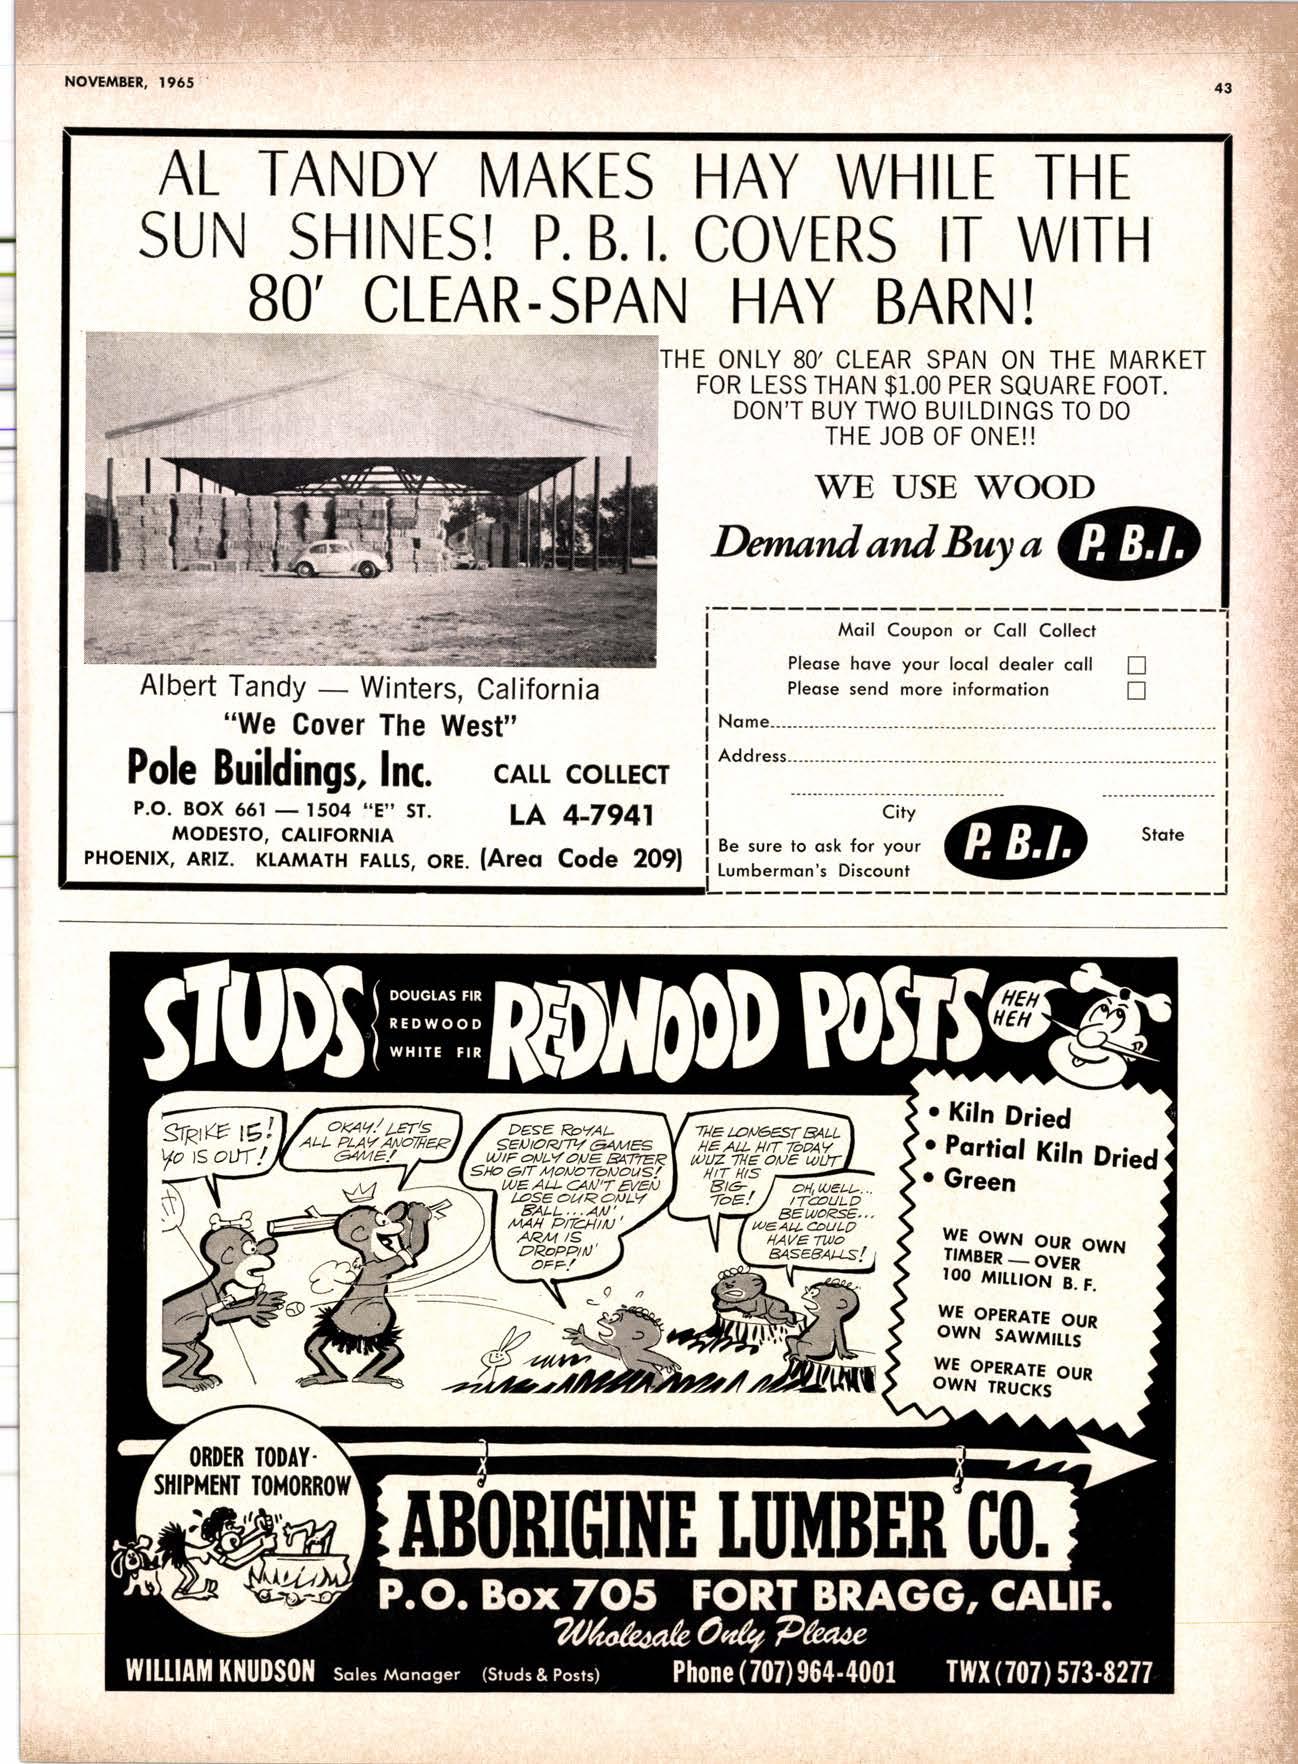 NOVEMBER, 1965
43
AL TANDY MAKES HAY WHILE THE
SUN SHINES! P.B.I. COVERS IT WITH
80' CLEAR-SPAN HAY BARN!
THE ONLY 80' CLEAR SPAN ON THE MARKET
FOR LESS THAN $1.00 PER SQUARE FOOT.
DON'T BUY TWO BUILDINGS TO DO
THE JOB OF ONE!!
WE USE WOOD
Demand and Buy a P.B.I.
Albert Tandy — Winters, California
"We Cover The West"
Pole Buildings, Inc.
P.O. BOX 661 — 1504 "E" ST.
MODESTO, CALIFORNIA
PHOENIX, ARIZ. KLAMATH FALLS, ORE.
CALL COLLECT
LA 4-7941
(Area Code 209)
Mail Coupon or Call Collect
Please have your local dealer call
Please send more information
Name
Address
City
State
Be sure to ask for your
Lumberman's Discount
P.B.I.
STUDS
DOUGLAS FIR
REDWOOD
WHITE FIR
REDWOOD POSTS
HEH
HEH
STRIKE 15!
YO IS OUT!
OKAY! LET'S
ALL PLAY ANOTHER
GAME!
DESE ROYAL
SENIORITY GAMES
WIF ONLY ONE BATTER
SHO GIT MONOTONOUS!
WE ALL CAN'T EVEN
LOSE OUR ONLY
BALL...AN'
MAH PITCHIN'
ARM IS
DROPPIN'
OFF!
THE LONGEST BALL
HE ALL HIT TODAY
WUZ THE ONE WUT
HIT HIS
BIG
TOE!
OH, WELL...
IT COULD
BE WORSE...
WE ALL COULD
HAVE TWO
BASEBALLS!
• Kiln Dried
• Partial Kiln Dried
• Green
WE OWN OUR OWN
TIMBER — OVER
100 MILLION B. F.
WE OPERATE OUR
OWN SAWMILLS
WE OPERATE OUR
OWN TRUCKS
ORDER TODAY-
SHIPMENT TOMORROW
ABORIGINE LUMBER CO.
P.O. Box 705 FORT BRAGG, CALIF.
Wholesale Only Please
WILLIAM KNUDSON Sales Manager (Studs & Posts) Phone (707) 964-4001 TWX (707) 573-8277